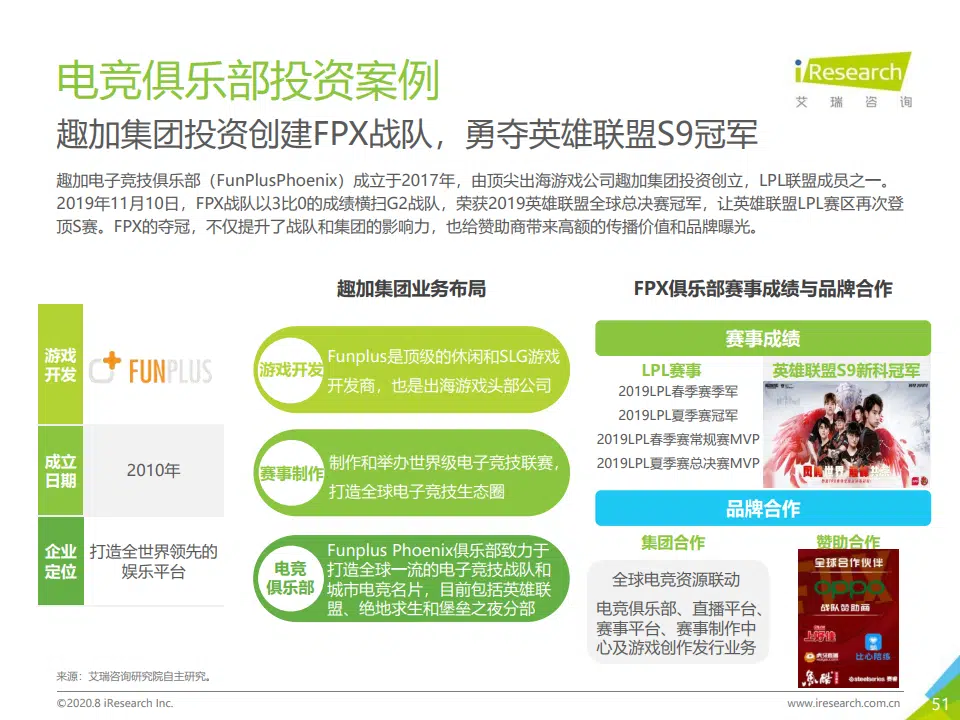 电竞俱乐部投资案例
iResearch
艾瑞咨询
趣加集团投资创建FPX战队，勇夺英雄联盟S9冠军
趣加电子竞技俱乐部（FunPlusPhoenix）成立于2017年，由顶尖出海游戏公司趣加集团投资创立，LPL联盟成员之一。
2019年11月10日，FPX战队以3比0的成绩横扫G2战队，荣获2019英雄联盟全球总决赛冠军，让英雄联盟LPL赛区再次登
顶S赛。FPX的夺冠，不仅提升了战队和集团的影响力，也给赞助商带来高额的传播价值和品牌曝光。
游戏
开发
FUNPLUS
成立
日期
2010年
企业
定位
打造全世界领先的
娱乐平台
趣加集团业务布局
游戏开发
Funplus是顶级的休闲和SLG游戏
开发商，也是出海游戏头部公司
赛事制作
制作和举办世界级电子竞技联赛，
打造全球电子竞技生态圈
电竞
俱乐部
Funplus Phoenix俱乐部致力于
打造全球一流的电子竞技战队和
城市电竞名片，目前包括英雄联
盟、绝地求生和堡垒之夜分部
FPX俱乐部赛事成绩与品牌合作
赛事成绩
LPL赛事
2019LPL春季赛季军
2019LPL夏季赛冠军
2019LPL春季赛常规赛MVP
2019LPL夏季赛总决赛MVP
英雄联盟S9新科冠军
品牌合作
集团合作
全球电竞资源联动
电竞俱乐部、直播平台、
赛事平台、赛事制作中
心及游戏创作发行业务
赞助合作
全球合作伙伴
oppo
战队赞助商
上好佳
虎牙直播
比心陪练
steelseries 赛睿
来源：艾瑞咨询研究院自主研究。
©2020.8 iResearch Inc.
www.iresearch.com.cn
51